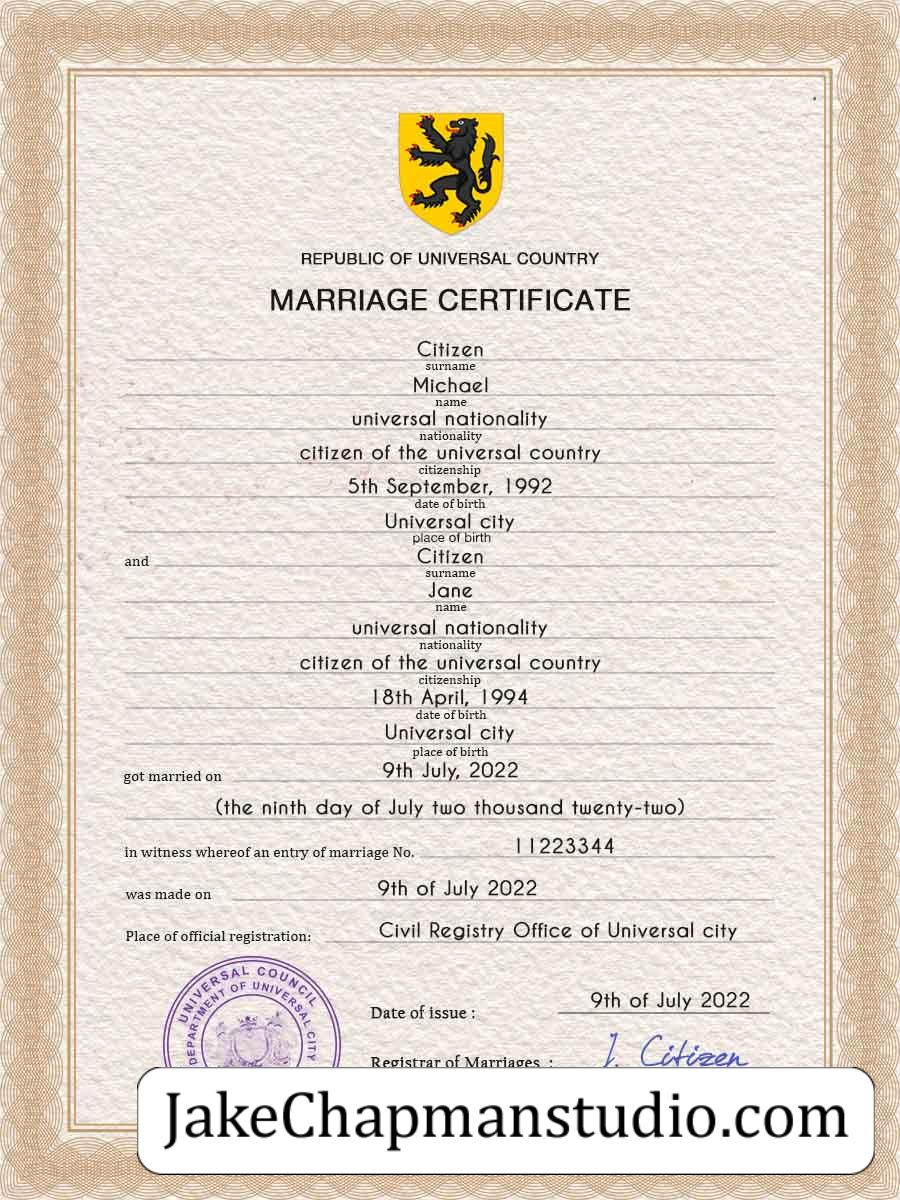 REPUBLIC OF UNIVERSAL COUNTRY
MARRIAGE CERTIFICATE
Citizen
surname
Michael
name
universal nationality
nationality
citizen of the universal country
citizenship
5th September, 1992
date of birth
Universal city
place of birth
and Citizen
surname
Jane
name
universal nationality
nationality
citizen of the universal country
citizenship
18th April, 1994
date of birth
Universal city
place of birth
got married on 9th July, 2022
(the ninth day of July two thousand twenty-two)
in witness whereof an entry of marriage No. 11223344
was made on 9th of July 2022
Place of official registration: Civil Registry Office of Universal city
UNIVERSAL COUNCIL
DEPARTMENT OF UNIVERSAL CITY
Date of issue : 9th of July 2022
Registrar of Marriages : J. Citizen
JakeChapmanstudio.com